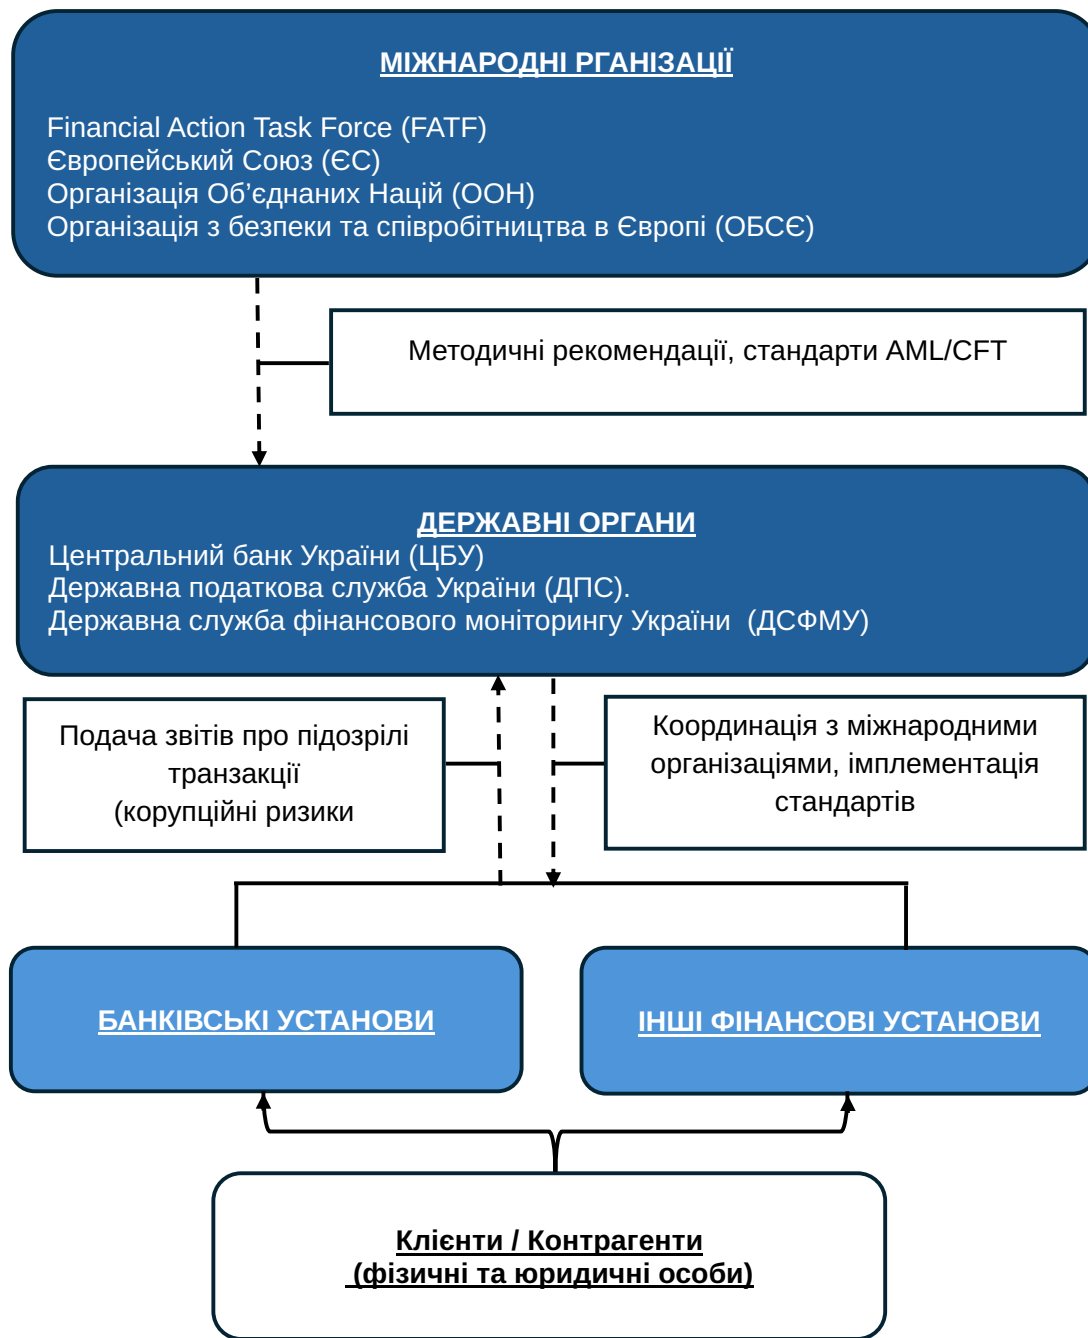 МІЖНАРОДНІ РГАНІЗАЦІЇ
Financial Action Task Force (FATF)
Європейський Союз (ЄС)
Організація Об’єднаних Націй (ООН)
Організація з безпеки та співробітництва в Європі (ОБСЄ)
Методичні рекомендації, стандарти AML/CFT
ДЕРЖАВНІ ОРГАНИ
Центральний банк України (ЦБУ)
Державна податкова служба України (ДПС).
Державна служба фінансового моніторингу України (ДСФМУ)
Подача звітів про підозрілі
транзакції
(корупційні ризики
Координація з міжнародними
організаціями, імплементація
стандартів
БАНКІВСЬКІ УСТАНОВИ
ІНШІ ФІНАНСОВІ УСТАНОВИ
Клієнти / Контрагенти
(фізичні та юридичні особи)